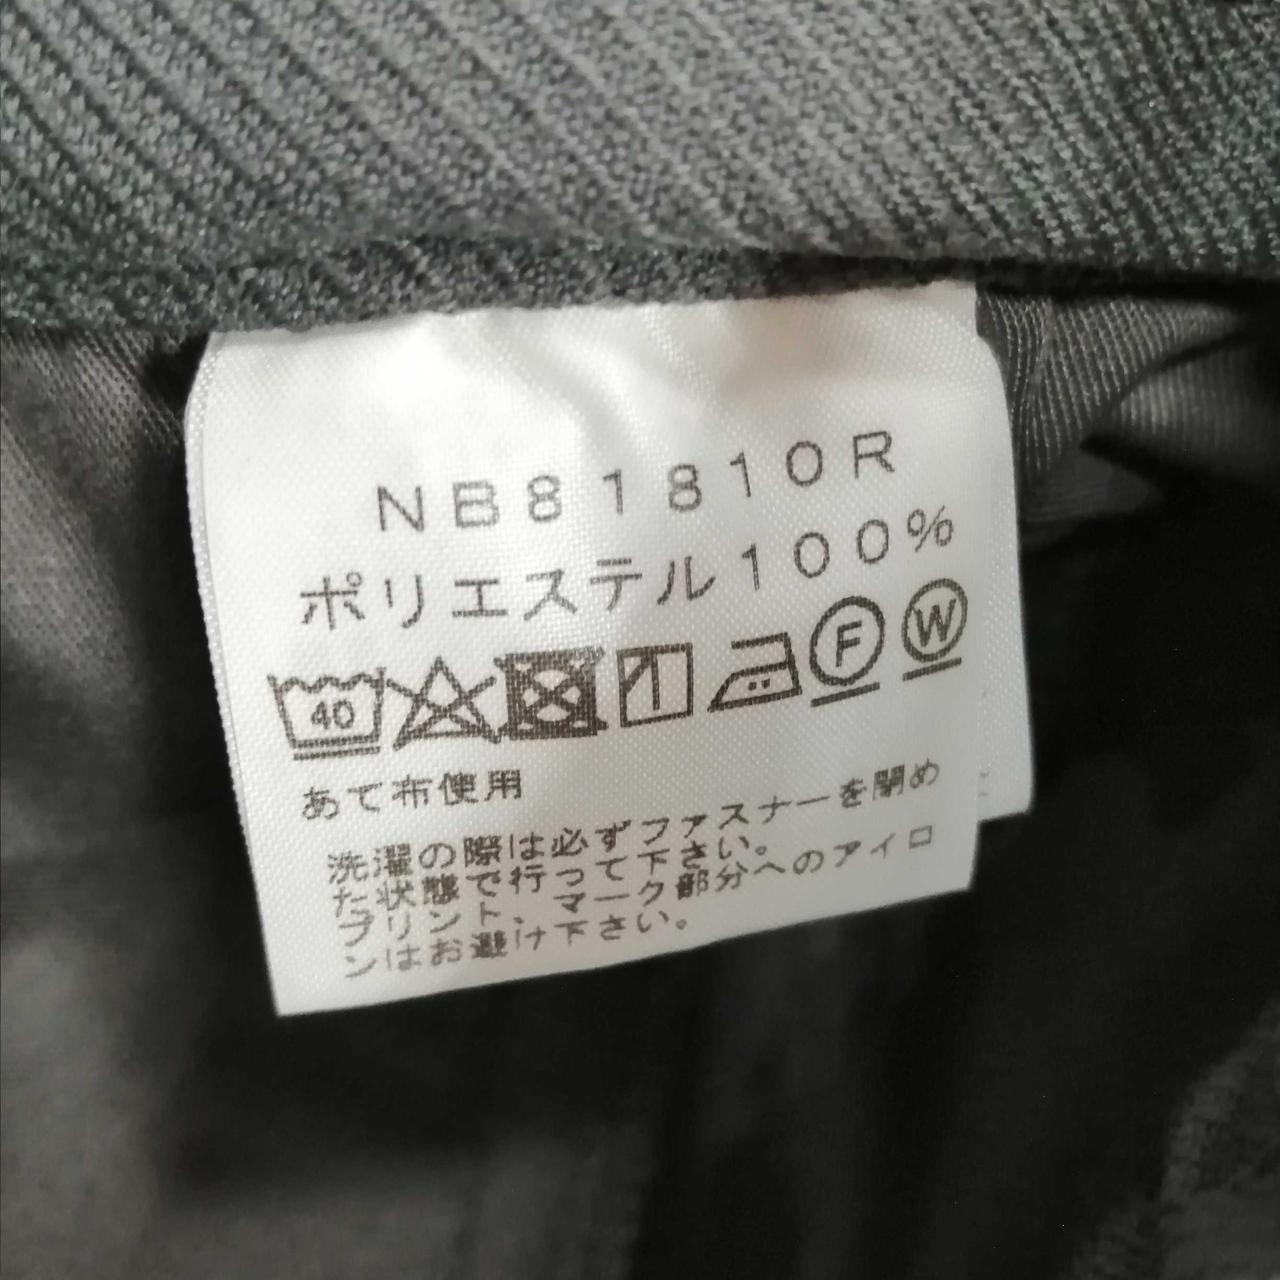 NB81810R
ポリエステル100%
40 F W
あて布使用
洗濯の際は必ずファスナーを閉め
た状態で行って下さい。
プリント、マーク部分へのアイロ
ンはお避け下さい。